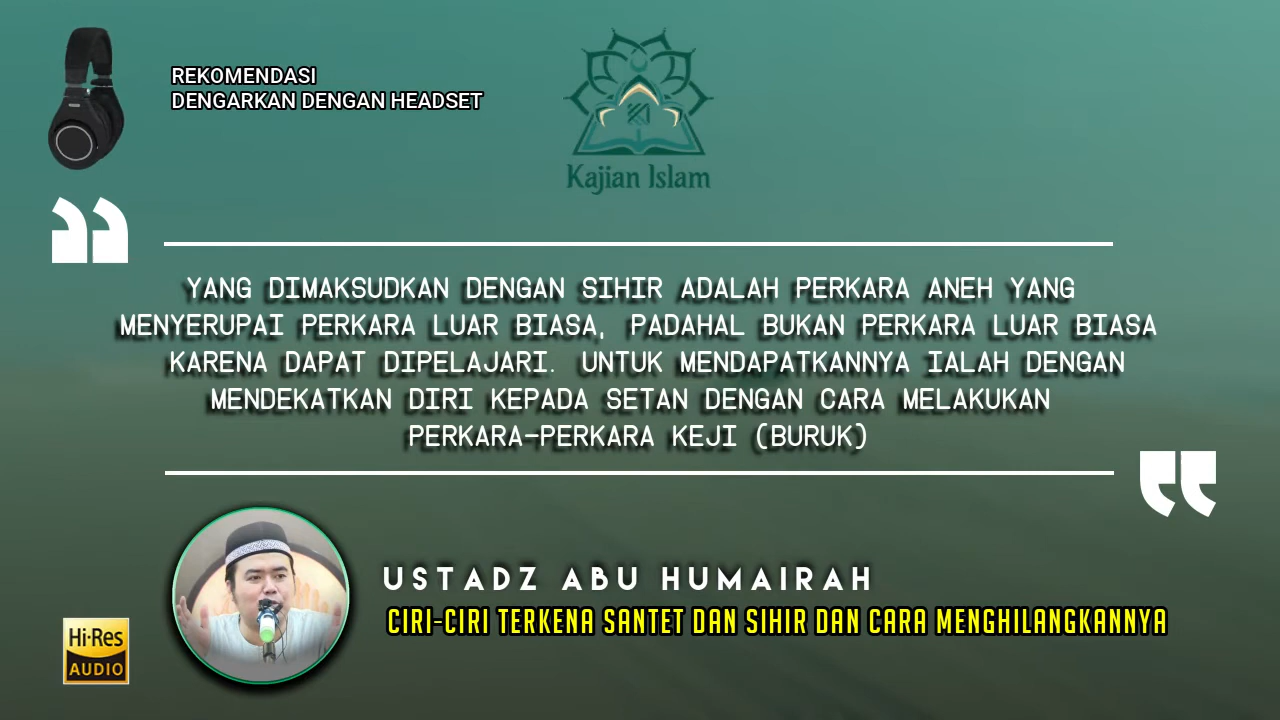 REKOMENDASI
DENGARKAN DENGAN HEADSET
Kajian Islam
YANG DIMAKSUDKAN DENGAN SIHIR ADALAH PERKARA ANEH YANG
MENYERUPAI PERKARA LUAR BIASA, PADAHAL BUKAN PERKARA LUAR BIASA
KARENA DAPAT DIPELAJARI. UNTUK MENDAPATKANNYA IALAH DENGAN
MENDEKATKAN DIRI KEPADA SETAN DENGAN CARA MELAKUKAN
PERKARA-PERKARA KEJI (BURUK)
USTADZ ABU HUMAIRAH
CIRI-CIRI TERKENA SANTET DAN SIHIR DAN CARA MENGHILANGKANNYA
Hi-Res
AUDIO